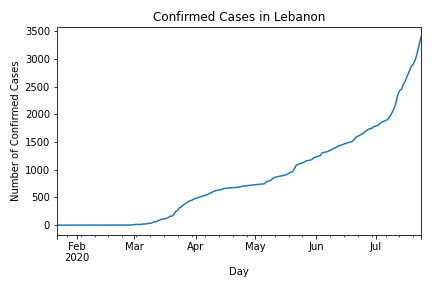 Confirmed Cases in Lebanon
3500
3000
2500
2000
1500
1000
500
0
Number of Confirmed Cases
Feb Mar Apr May Jun Jul
2020
Day